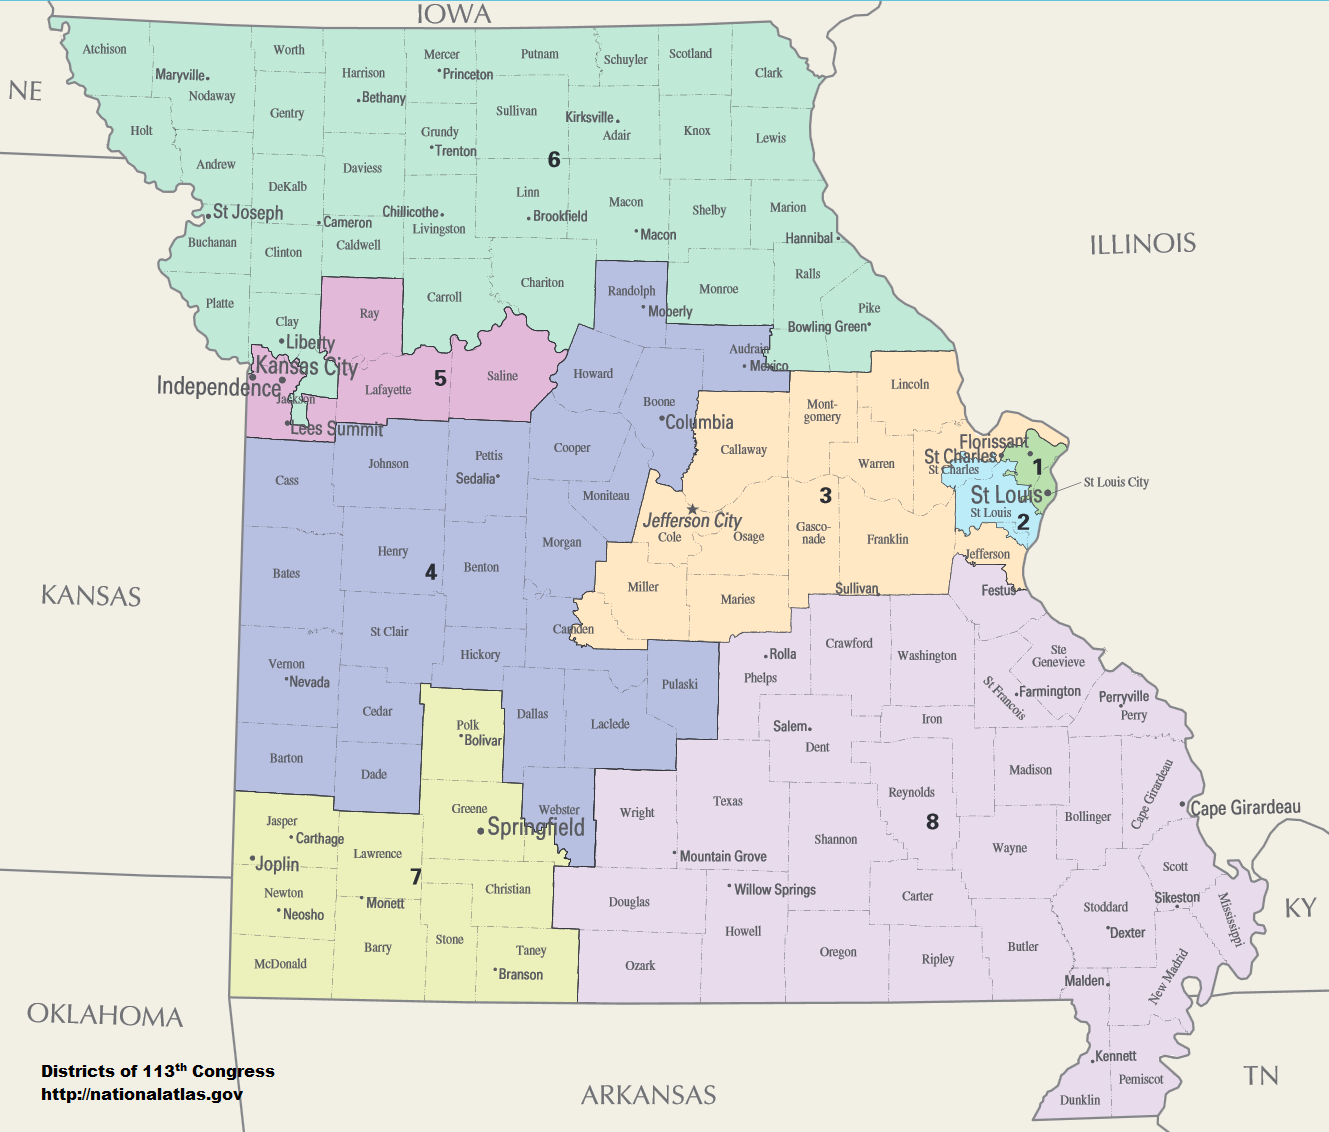 IOWA
Atchison
Worth
Mercer
Putnam
Schuyler
Scotland
Clark
NE
Maryville
Nodaway
Harrison
Princeton
Bethany
Gentry
Sullivan
Kirksville
Adair
Knox
Lewis
Holt
Grundy
Trenton
6
Andrew
DeKalb
Daviess
Linn
Macon
Shelby
Marion
St Joseph
Cameron
Chillicothe
Livingston
Brookfield
Macon
Hannibal
ILLINOIS
Buchanan
Clinton
Caldwell
Platte
Clay
Ray
Carroll
Chariton
Randolph
Moberly
Monroe
Ralls
Pike
Bowling Green
Liberty
Kansas City
Independence
Jackson
Lees Summit
Lafayette
5
Saline
Howard
Boone
Columbia
Audrain
Mexico
Lincoln
Mont-
gomery
Callaway
Warren
Florissant
St Charles
St Charles
1
St Louis City
St Louis
St Louis
2
Cass
Johnson
Pettis
Sedalia
Cooper
Moniteau
Jefferson City
Cole
Osage
3
Gasco-
nade
Franklin
Jefferson
KANSAS
Bates
Henry
4
Benton
Morgan
Miller
Maries
Sullivan
Festus
Camden
St Clair
Hickory
Vernon
Nevada
Cedar
Polk
Bolivar
Dallas
Laclede
Pulaski
Rolla
Phelps
Crawford
Washington
Ste
Genevieve
St Francois
Farmington
Perryville
Perry
Salem
Dent
Iron
Barton
Dade
Greene
Webster
Springfield
Wright
Texas
Reynolds
Madison
Bollinger
Cape Girardeau
Cape Girardeau
Jasper
Carthage
Joplin
Lawrence
7
Shannon
8
Wayne
Mountain Grove
Willow Springs
Scott
Sikeston
Mississippi
KY
Newton
Neosho
Monett
Christian
Douglas
Carter
Stoddard
Dexter
McDonald
Barry
Stone
Taney
Branson
Ozark
Howell
Oregon
Ripley
Butler
Malden
New Madrid
OKLAHOMA
ARKANSAS
Kennett
Pemiscot
Dunklin
TN
Districts of 113th Congress
http://nationalatlas.gov